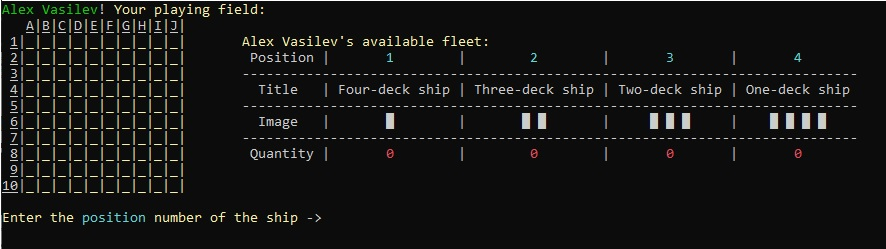 Alex Vasilev! Your playing field:
A|B|C|D|E|F|G|H|I|J|
1|_|_|_|_|_|_|_|_|_|_| Alex Vasilev's available fleet:
2|_|_|_|_|_|_|_|_|_|_| Position | 1 | 2 | 3 | 4
3|_|_|_|_|_|_|_|_|_|_|
4|_|_|_|_|_|_|_|_|_|_| Title | Four-deck ship | Three-deck ship | Two-deck ship | One-deck ship
5|_|_|_|_|_|_|_|_|_|_|
6|_|_|_|_|_|_|_|_|_|_| Image | █ | █ █ | █ █ █ | █ █ █ █
7|_|_|_|_|_|_|_|_|_|_|
8|_|_|_|_|_|_|_|_|_|_| Quantity | 0 | 0 | 0 | 0
9|_|_|_|_|_|_|_|_|_|_|
10|_|_|_|_|_|_|_|_|_|_|
Enter the position number of the ship ->